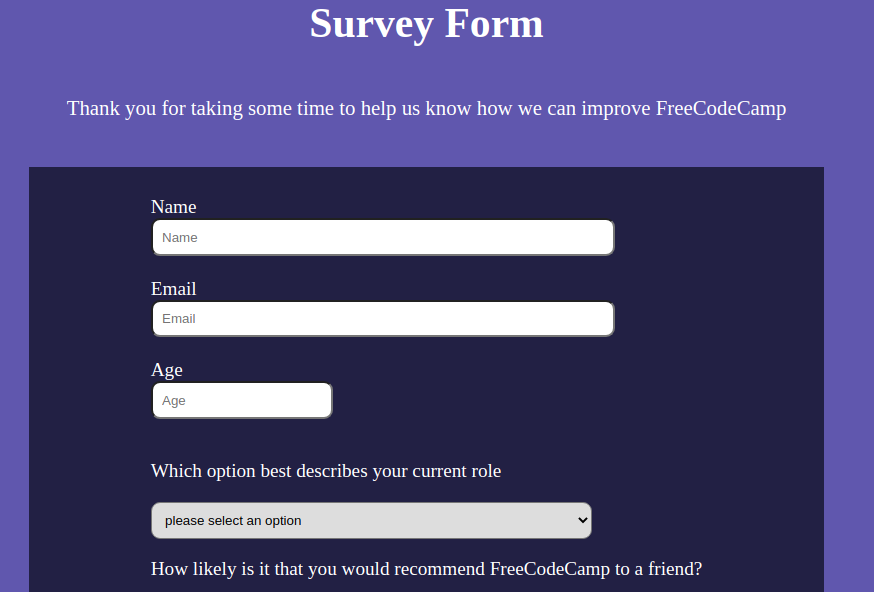 Survey Form
Thank you for taking some time to help us know how we can improve FreeCodeCamp
Name
Name
Email
Email
Age
Age
Which option best describes your current role
please select an option
How likely is it that you would recommend FreeCodeCamp to a friend?